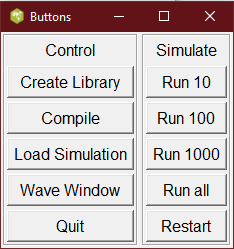 Buttons
Control
Create Library
Compile
Load Simulation
Wave Window
Quit
Simulate
Run 10
Run 100
Run 1000
Run all
Restart